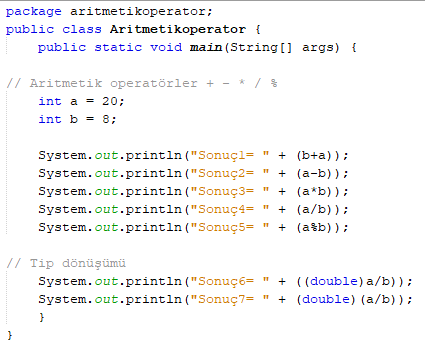 package aritmetikoperator;
public class Aritmetikoperator {
public static void main(String[] args) {
// Aritmetik operatörler + - * / %
int a = 20;
int b = 8;
System.out.println("Sonuç1= " + (b+a));
System.out.println("Sonuç2= " + (a-b));
System.out.println("Sonuç3= " + (a*b));
System.out.println("Sonuç4= " + (a/b));
System.out.println("Sonuç5= " + (a%b));
// Tip dönüşümü
System.out.println("Sonuç6= " + ((double)a/b));
System.out.println("Sonuç7= " + (double)(a/b));
}
}